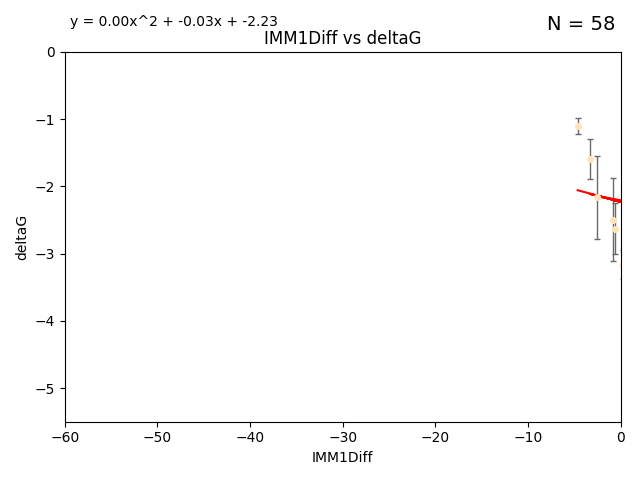 y = 0.00x^2 + -0.03x + -2.23
N = 58
IMM1Diff vs deltaG
0
−1
−2
−3
−4
−5
deltaG
−60 −50 −40 −30 −20 −10 0
IMM1Diff